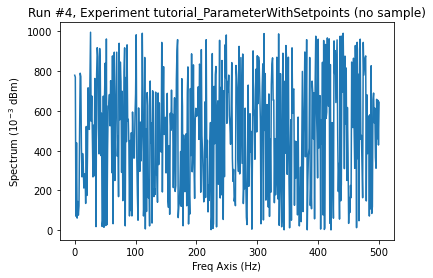 Run #4, Experiment tutorial_ParameterWithSetpoints (no sample)
1000
800
600
400
200
0
Spectrum (10⁻³ dBm)
0 100 200 300 400 500
Freq Axis (Hz)